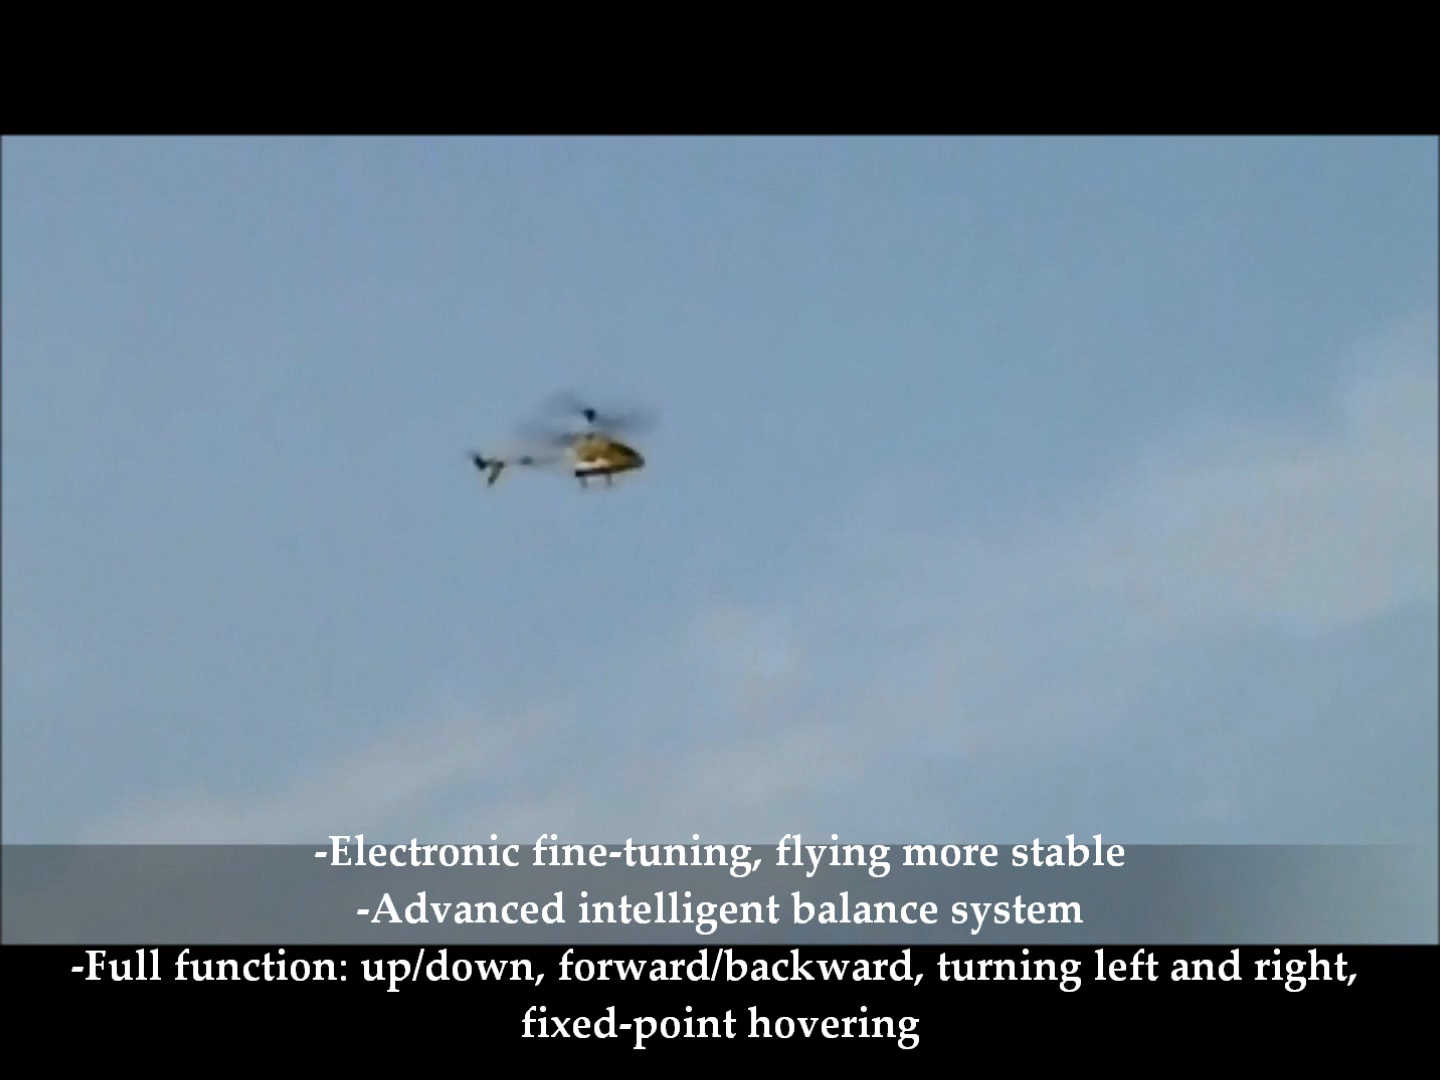 -Electronic fine-tuning, flying more stable
-Advanced intelligent balance system
-Full function: up/down, forward/backward, turning left and right,
fixed-point hovering